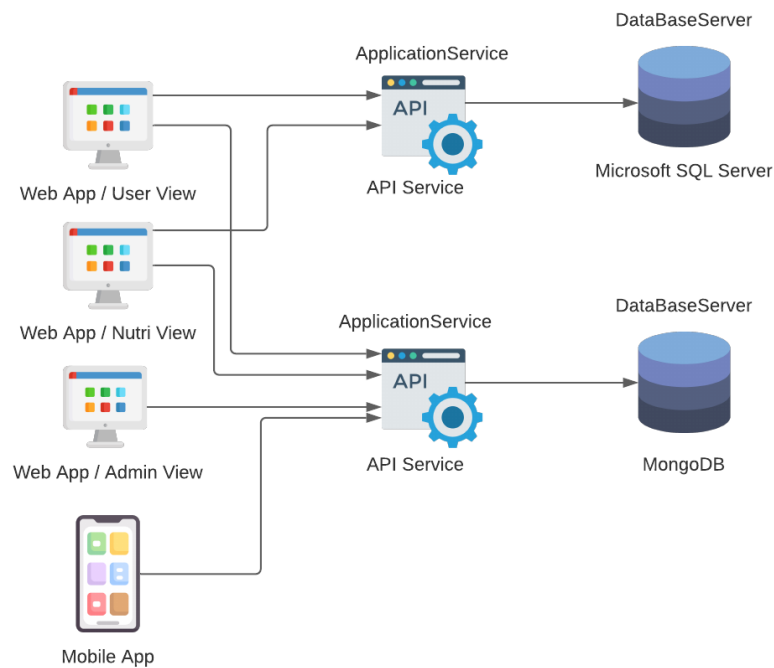 DataBaseServer
ApplicationService
API
Microsoft SQL Server
API Service
Web App / User View
DataBaseServer
ApplicationService
Web App / Nutri View
API
API Service
MongoDB
Web App / Admin View
Mobile App